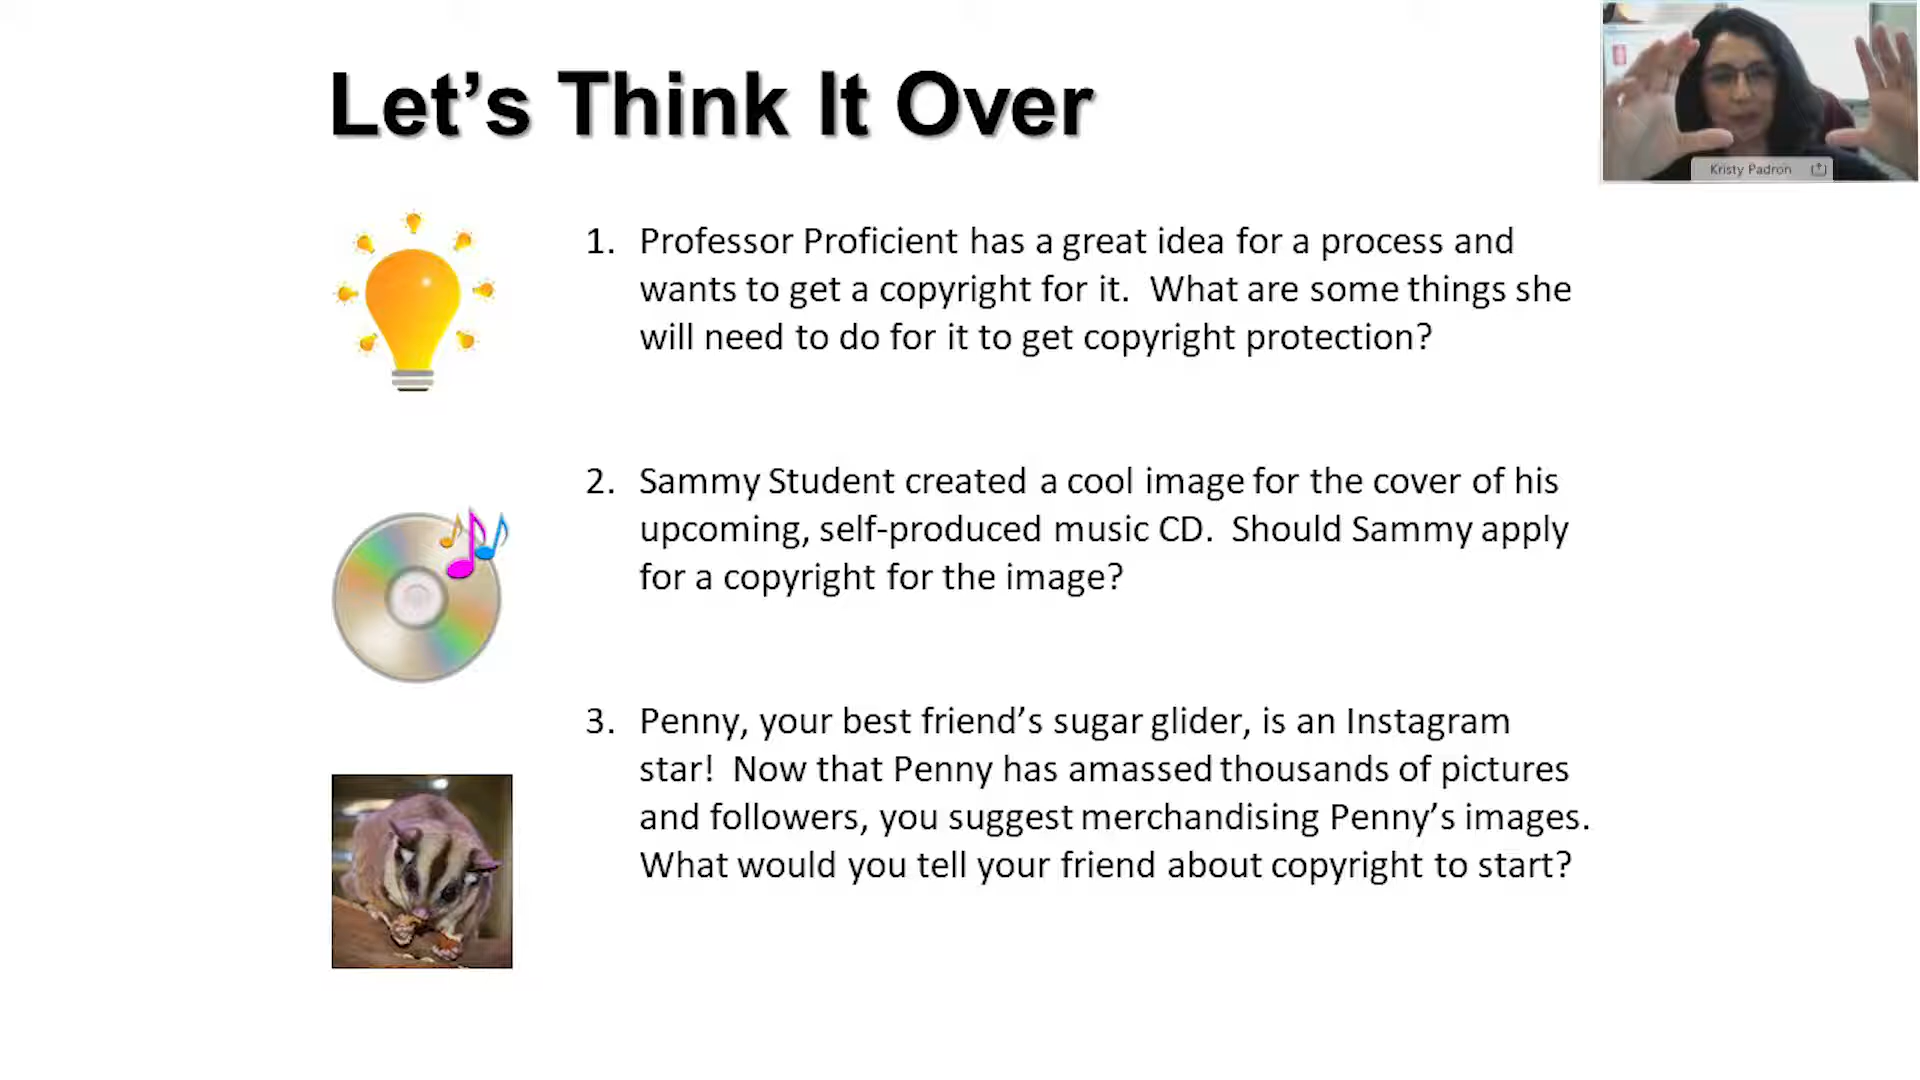 Let’s Think It Over
Kristy Padron
1. Professor Proficient has a great idea for a process and
wants to get a copyright for it. What are some things she
will need to do for it to get copyright protection?
2. Sammy Student created a cool image for the cover of his
upcoming, self-produced music CD. Should Sammy apply
for a copyright for the image?
3. Penny, your best friend’s sugar glider, is an Instagram
star! Now that Penny has amassed thousands of pictures
and followers, you suggest merchandising Penny’s images.
What would you tell your friend about copyright to start?